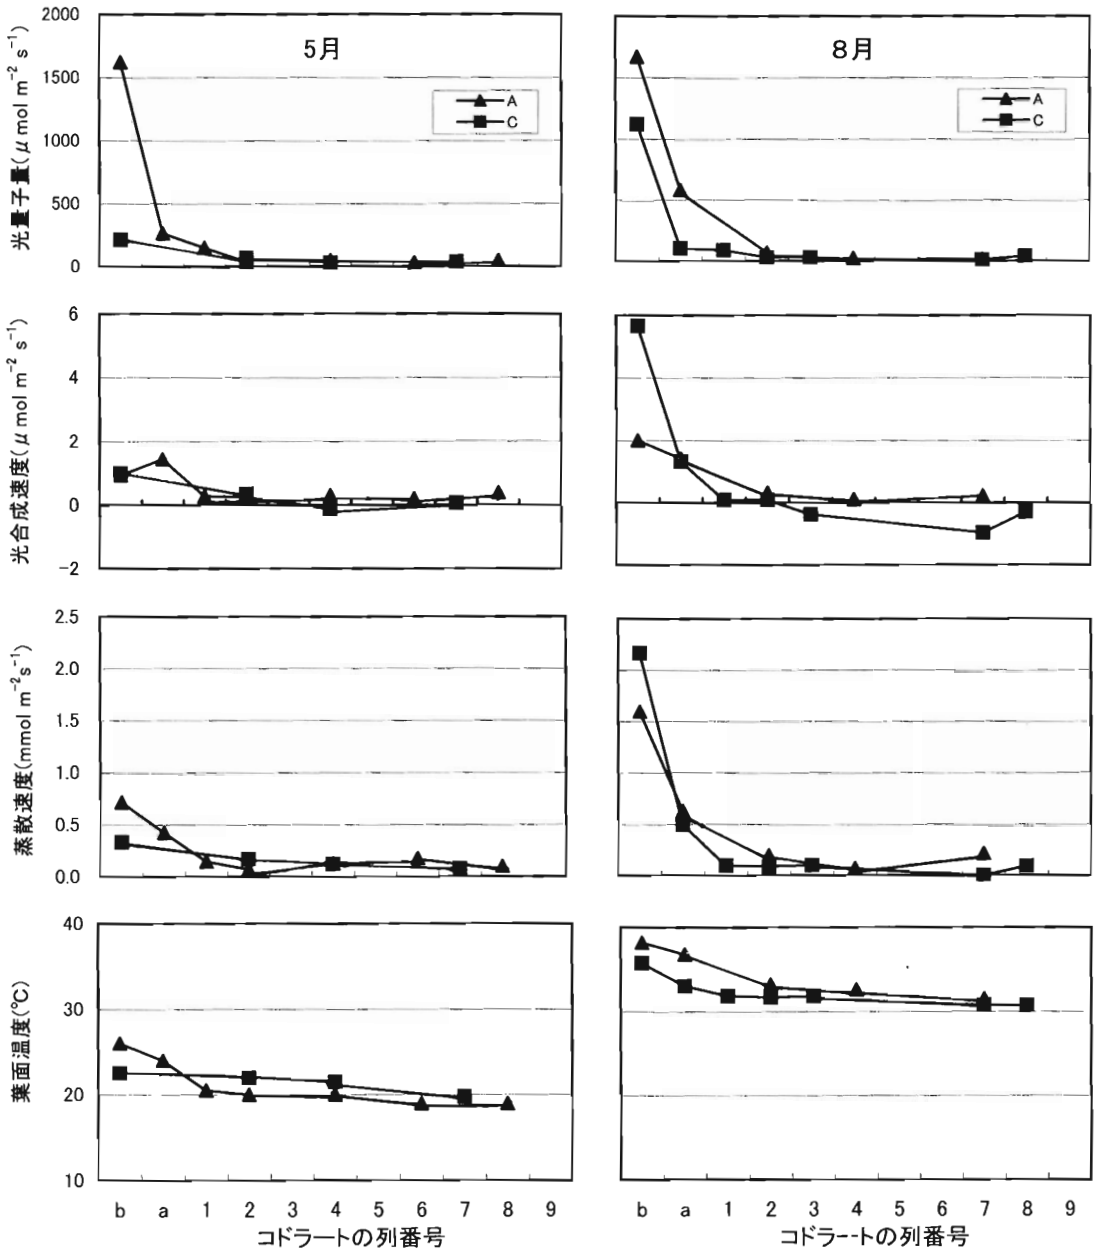 5月
8月
光量子量(μmol m⁻² s⁻¹)
2000
1500
1000
500
0
A
C
A
C
光合成速度(μmol m⁻² s⁻¹)
6
4
2
0
-2
蒸散速度(mmol m⁻²s⁻¹)
2.5
2.0
1.5
1.0
0.5
0.0
葉面温度(℃)
40
30
20
10
b a 1 2 3 4 5 6 7 8 9
b a 1 2 3 4 5 6 7 8 9
コドラートの列番号
コドラートの列番号